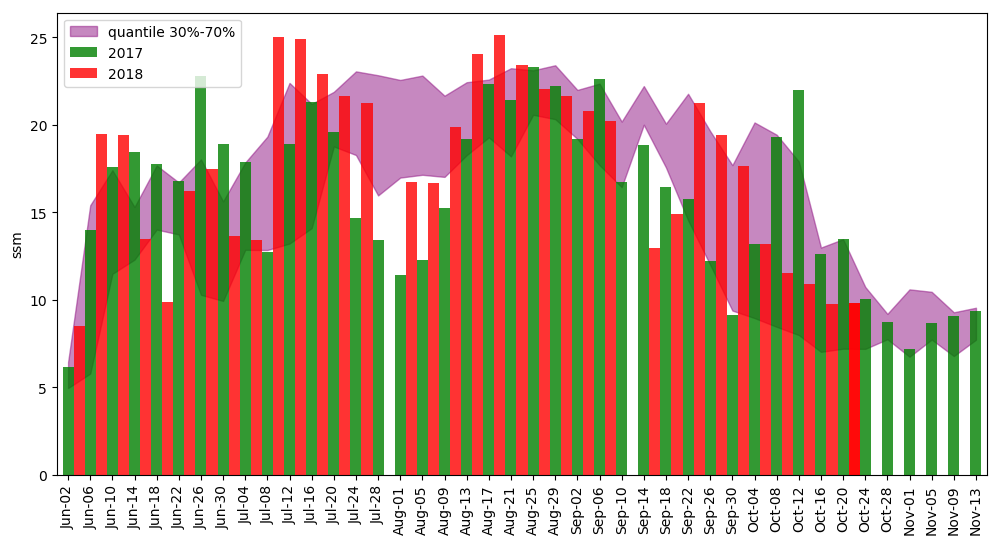 quantile 30%-70%
2017
2018
ssm
25
20
15
10
5
0
Jun-02
Jun-06
Jun-10
Jun-14
Jun-18
Jun-22
Jun-26
Jun-30
Jul-04
Jul-08
Jul-12
Jul-16
Jul-20
Jul-24
Jul-28
Aug-01
Aug-05
Aug-09
Aug-13
Aug-17
Aug-21
Aug-25
Aug-29
Sep-02
Sep-06
Sep-10
Sep-14
Sep-18
Sep-22
Sep-26
Sep-30
Oct-04
Oct-08
Oct-12
Oct-16
Oct-20
Oct-24
Oct-28
Nov-01
Nov-05
Nov-09
Nov-13